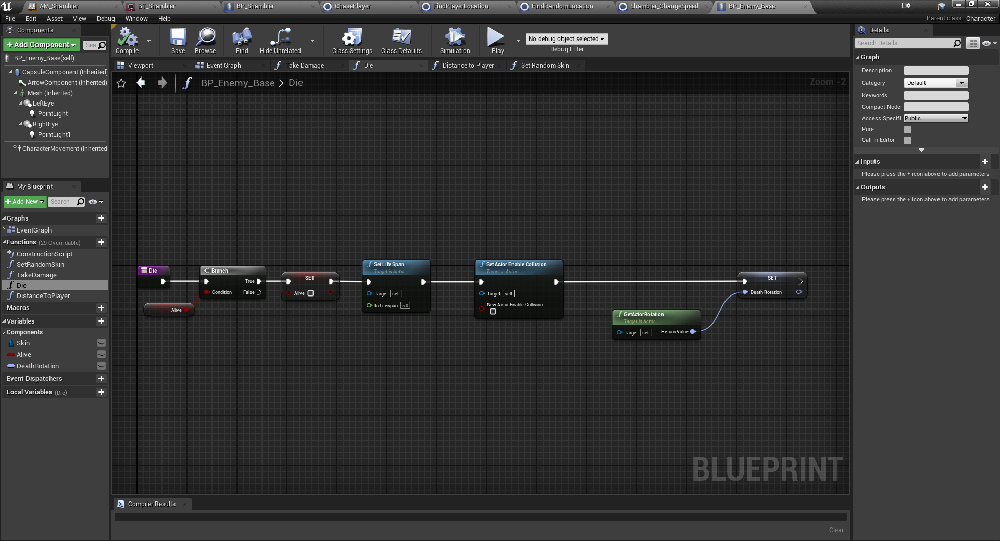 AM_Shambler
BT_Shambler
BP_Shambler
ChasePlayer
FindPlayerLocation
FindRandomLocation
Shambler_ChangeSpeed
BP_Enemy_Base
File Edit Asset View Debug Window Help
Parent class: Character
Components
+Add Component
Sea
BP_Enemy_Base(self)
CapsuleComponent (Inherited)
ArrowComponent (Inherited)
Mesh (Inherited)
LeftEye
PointLight
RightEye
PointLight1
CharacterMovement (Inherited
My Blueprint
+Add New
Search
Graphs
EventGraph
Functions (29 Overridable)
ConstructionScript
SetRandomSkin
TakeDamage
Die
DistanceToPlayer
Macros
Variables
Components
Skin
Alive
DeathRotation
Event Dispatchers
Local Variables (Die)
Compile
Save
Browse
Find
Hide Unrelated
Class Settings
Class Defaults
Simulation
Play
No debug object selected
Debug Filter
Viewport
Event Graph
Take Damage
Die
Distance to Player
Set Random Skin
BP_Enemy_Base > Die
Zoom -2
Die
Branch
True
Condition
False
Alive
SET
Alive
Set Life Span
Target is Actor
Target self
In Lifespan 5.0
Set Actor Enable Collision
Target is Actor
Target self
New Actor Enable Collision
GetActorRotation
Target is Actor
Target self
Return Value
SET
Death Rotation
BLUEPRINT
Compiler Results
Clear
Details
Search Details
Graph
Description
Category Default
Keywords
Compact Node
Access Specifi Public
Pure
Call In Editor
Inputs
Please press the + icon above to add parameters
Outputs
Please press the + icon above to add parameters